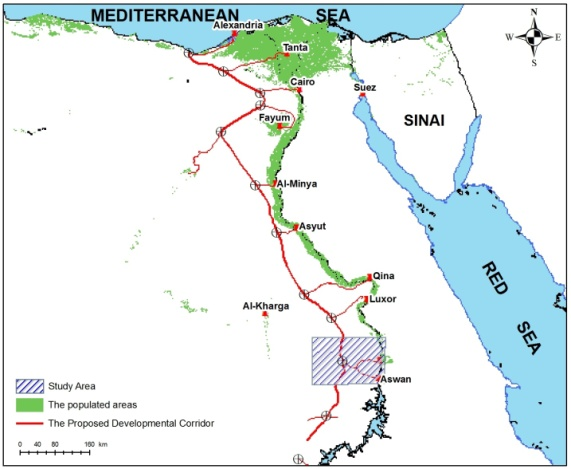 MEDITERRANEAN SEA
Alexandria
N
W E
S
Tanta
Cairo
Suez
Fayum
SINAI
Al-Minya
Asyut
Qina
RED SEA
Al-Kharga
Luxor
Aswan
Study Area
The populated areas
The Proposed Developmental Corridor
0 40 80 160 km